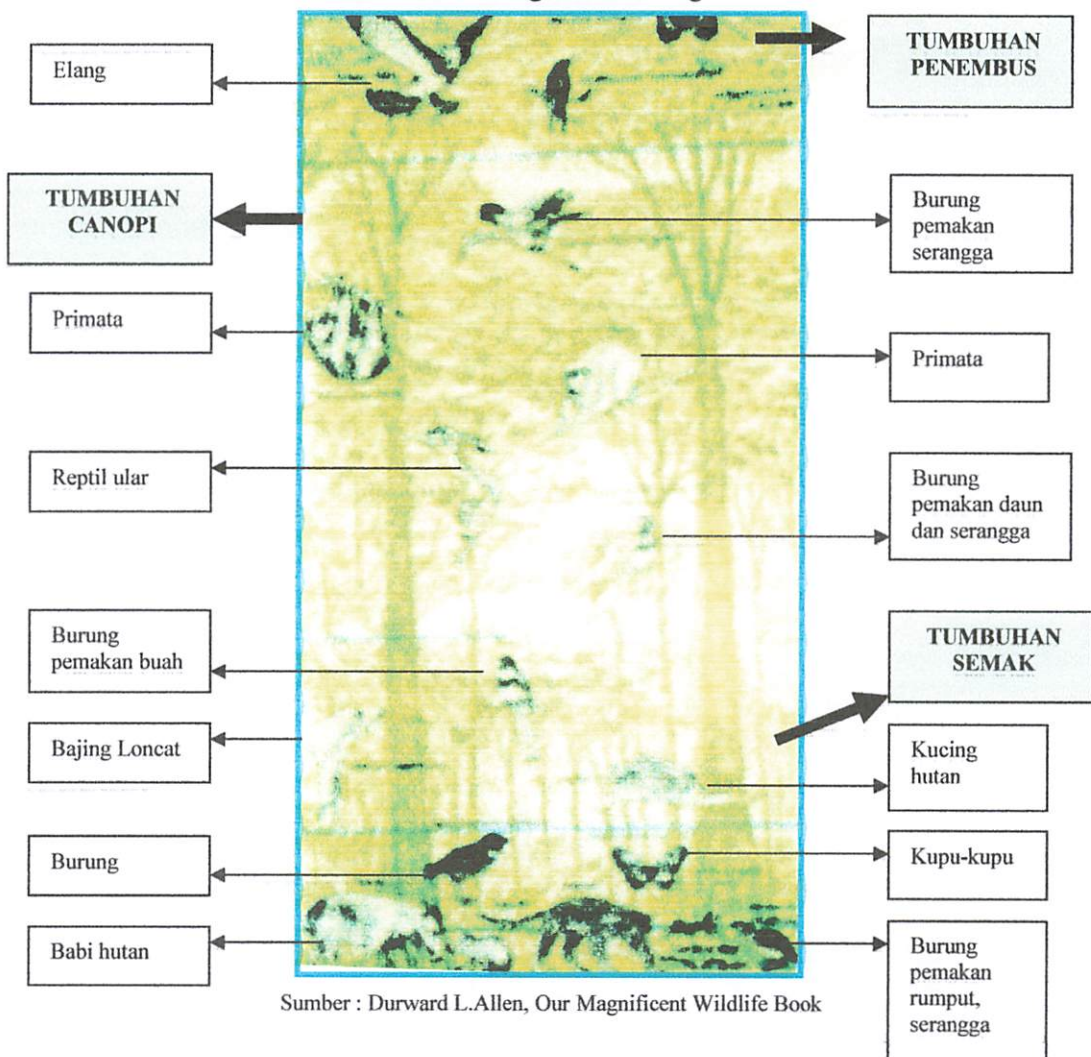 Elang
TUMBUHAN
PENEMBUS
TUMBUHAN
CANOPI
Burung
pemakan
serangga
Primata
Primata
Reptil ular
Burung
pemakan daun
dan serangga
Burung
pemakan buah
TUMBUHAN
SEMAK
Bajing Loncat
Kucing
hutan
Burung
Kupu-kupu
Babi hutan
Burung
pemakan
rumput,
serangga
Sumber : Durward L.Allen, Our Magnificent Wildlife Book